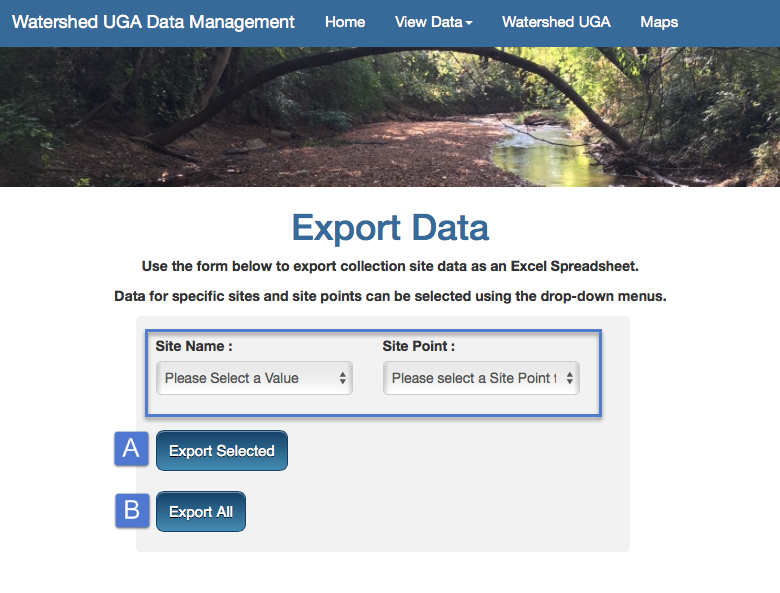 Watershed UGA Data Management Home View Data Watershed UGA Maps
Export Data
Use the form below to export collection site data as an Excel Spreadsheet.
Data for specific sites and site points can be selected using the drop-down menus.
Site Name : Site Point :
Please Select a Value Please select a Site Point
A Export Selected
B Export All